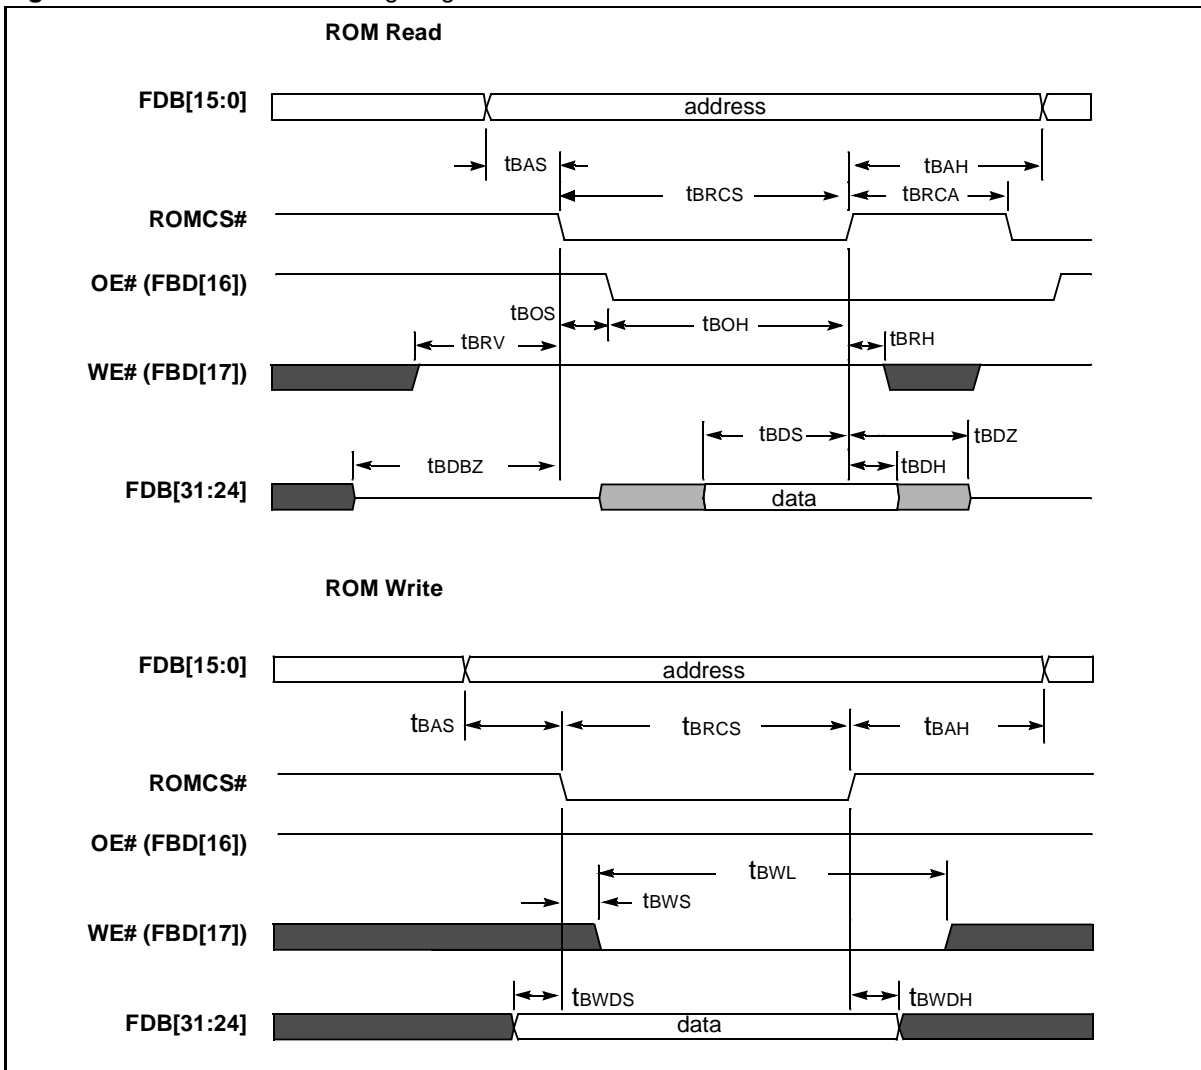 ROM Read
FDB[15:0]
address
tBAS
tBAH
tBRCS
tBRCA
ROMCS#
OE# (FBD[16])
tBOS
tBOH
tBRV
tBRH
WE# (FBD[17])
tBDS
tBDZ
tBDBZ
tBDH
FDB[31:24]
data
ROM Write
FDB[15:0]
address
tBAS
tBRCS
tBAH
ROMCS#
OE# (FBD[16])
tBWL
tBWS
WE# (FBD[17])
tBWDS
tBWDH
FDB[31:24]
data